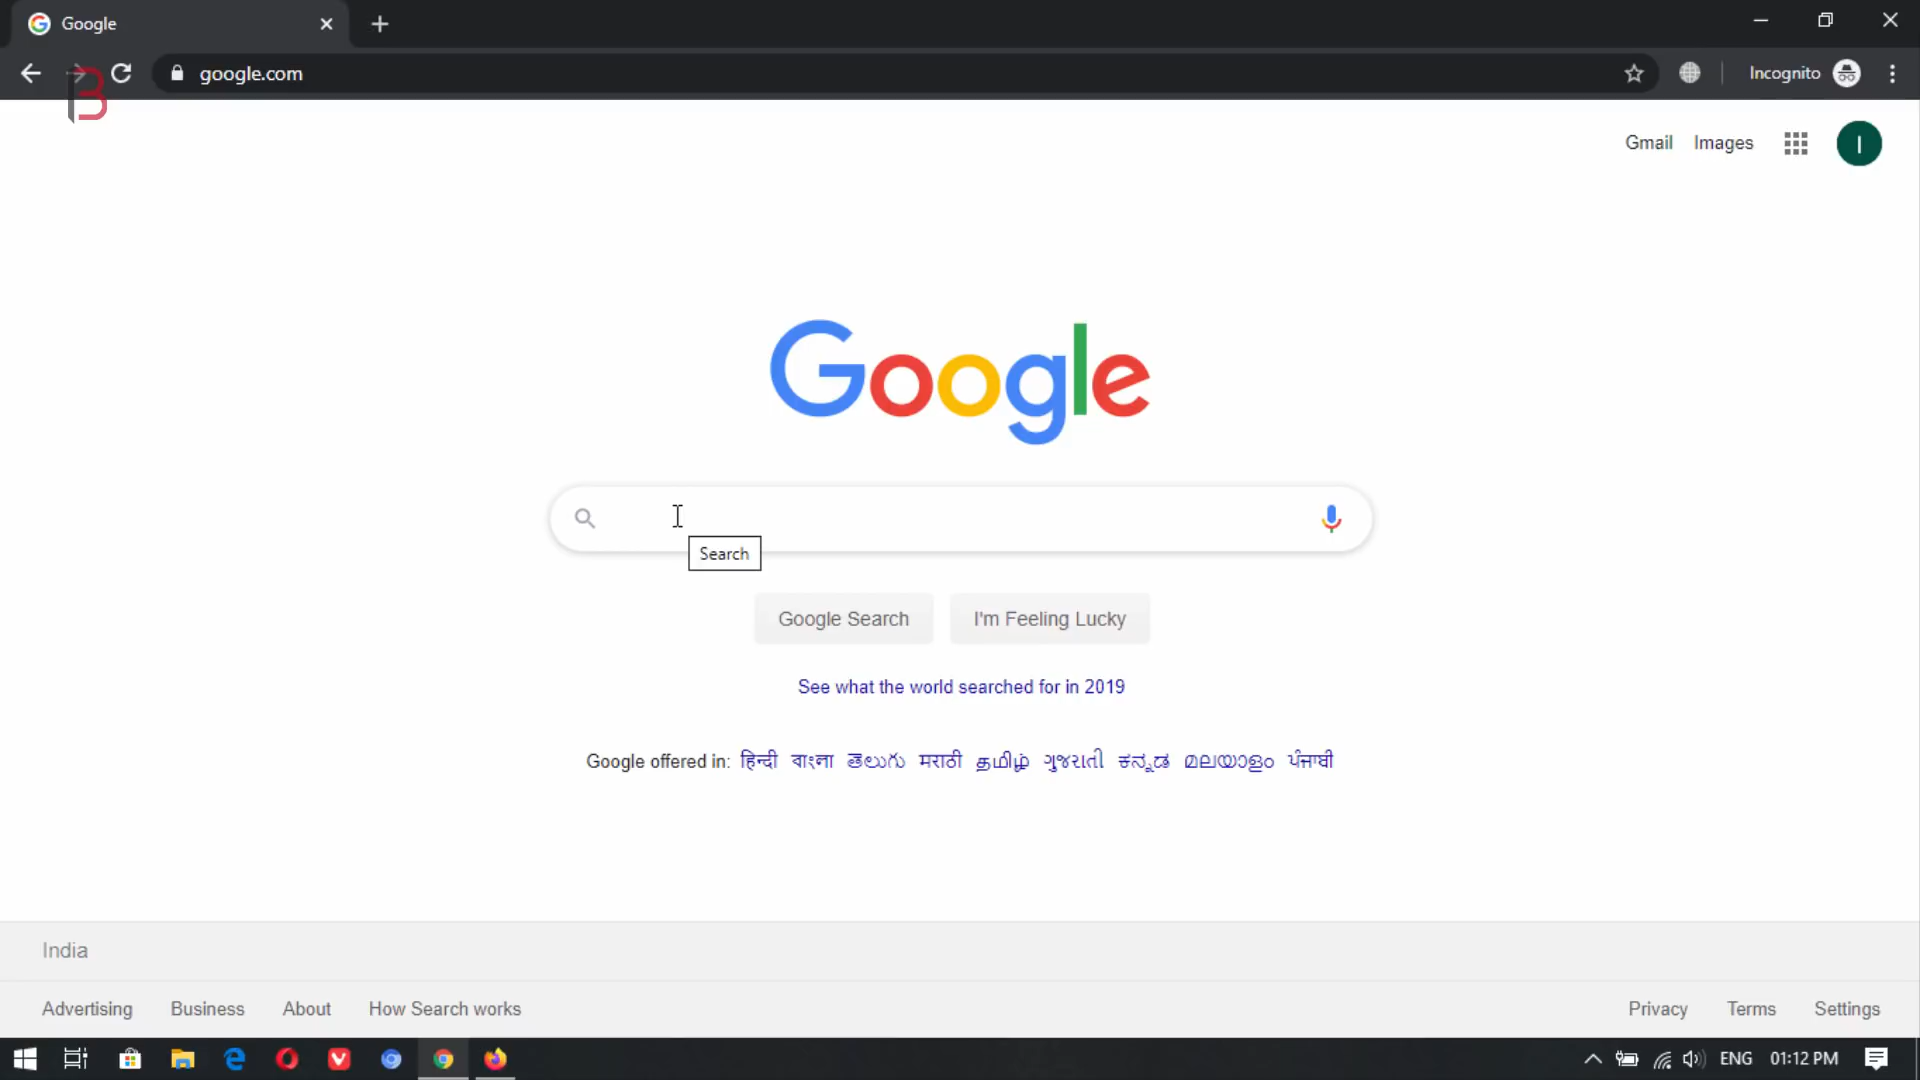 Google
google.com
Incognito
Gmail Images
I
Google
Search
Google Search I'm Feeling Lucky
See what the world searched for in 2019
Google offered in: हिन्दी বাংলা తెలుగు मराठी தமிழ் ગુજરાતી ಕನ್ನಡ മലയാളം ਪੰਜਾਬੀ
India
Advertising Business About How Search works Privacy Terms Settings
ENG 01:12 PM